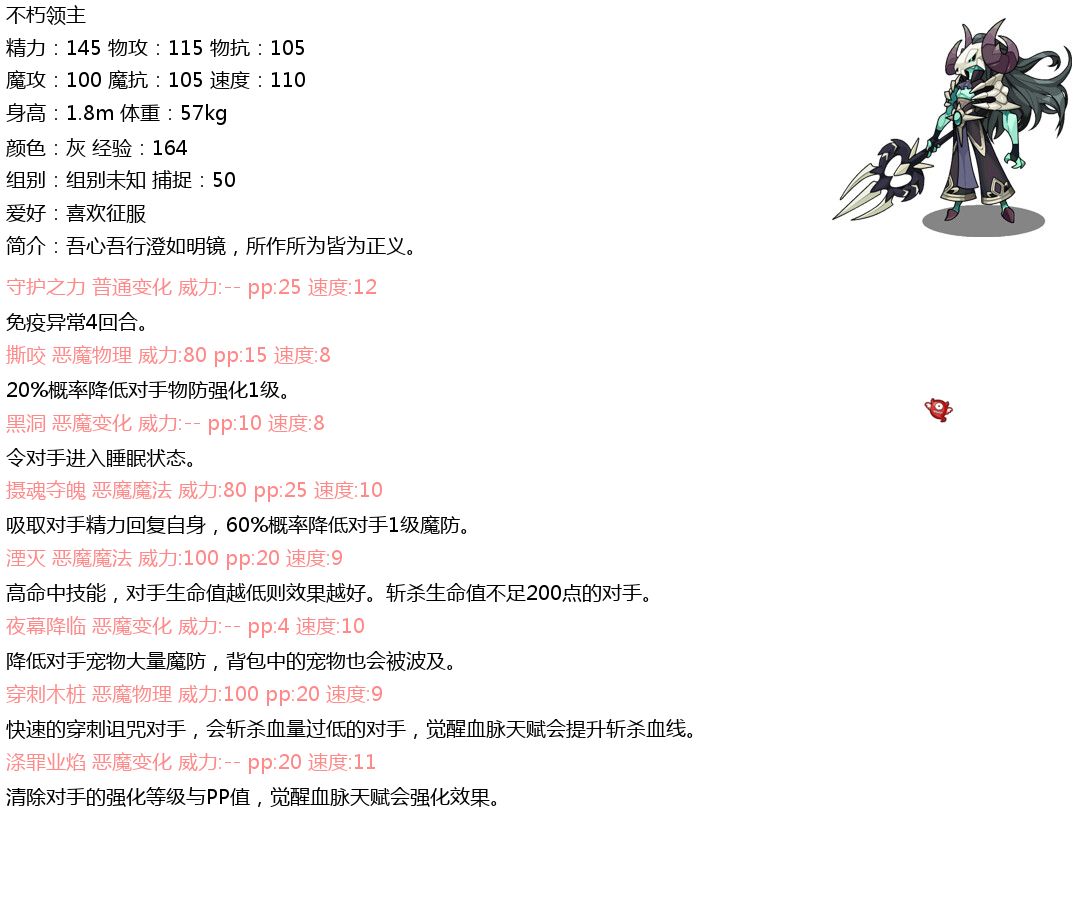 不朽领主
精力：145 物攻：115 物抗：105
魔攻：100 魔抗：105 速度：110
身高：1.8m 体重：57kg
颜色：灰 经验：164
组别：组别未知 捕捉：50
爱好：喜欢征服
简介：吾心吾行澄如明镜，所作所为皆为正义。
守护之力 普通变化 威力:-- pp:25 速度:12
免疫异常4回合。
撕咬 恶魔物理 威力:80 pp:15 速度:8
20%概率降低对手物防强化1级。
黑洞 恶魔变化 威力:-- pp:10 速度:8
令对手进入睡眠状态。
摄魂夺魄 恶魔魔法 威力:80 pp:25 速度:10
吸取对手精力回复自身，60%概率降低对手1级魔防。
湮灭 恶魔魔法 威力:100 pp:20 速度:9
高命中技能，对手生命值越低则效果越好。斩杀生命值不足200点的对手。
夜幕降临 恶魔变化 威力:-- pp:4 速度:10
降低对手宠物大量魔防，背包中的宠物也会被波及。
穿刺木桩 恶魔物理 威力:100 pp:20 速度:9
快速的穿刺诅咒对手，会斩杀血量过低的对手，觉醒血脉天赋会提升斩杀血线。
涤罪业焰 恶魔变化 威力:-- pp:20 速度:11
清除对手的强化等级与PP值，觉醒血脉天赋会强化效果。